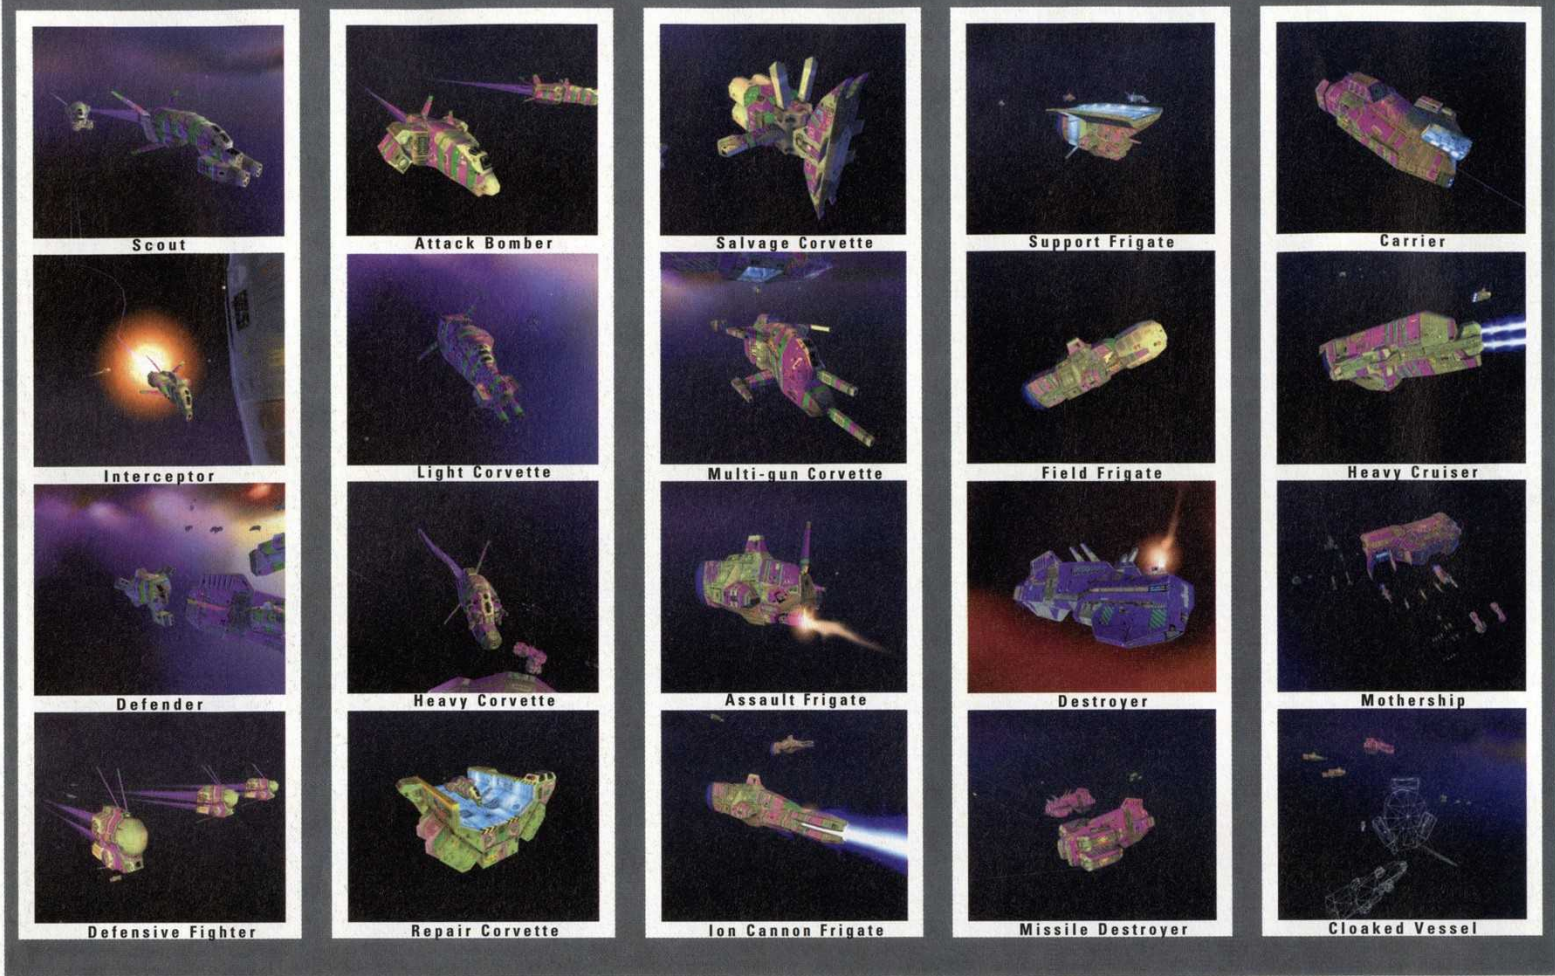 Scout
Attack Bomber
Salvage Corvette
Support Frigate
Carrier
Interceptor
Light Corvette
Multi-gun Corvette
Field Frigate
Heavy Cruiser
Defender
Heavy Corvette
Assault Frigate
Destroyer
Mothership
Defensive Fighter
Repair Corvette
Ion Cannon Frigate
Missile Destroyer
Cloaked Vessel